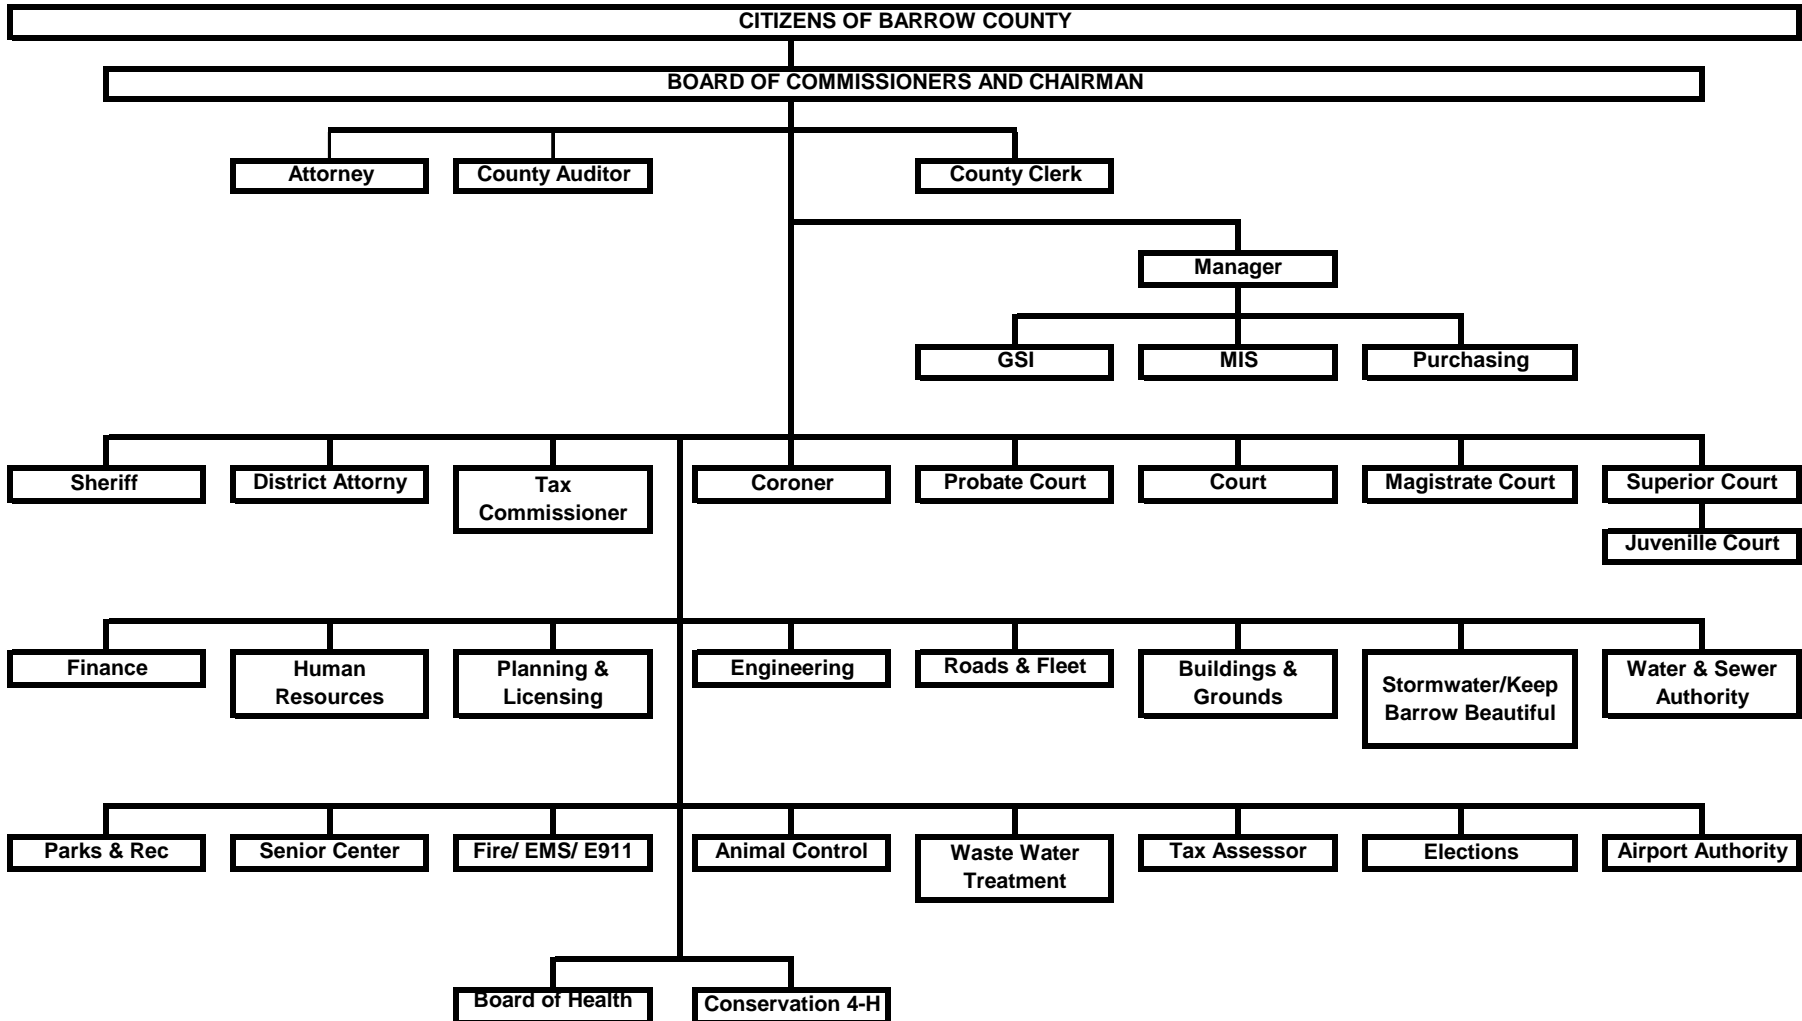 CITIZENS OF BARROW COUNTY
BOARD OF COMMISSIONERS AND CHAIRMAN
Attorney
County Auditor
County Clerk
Manager
GSI
MIS
Purchasing
Sheriff
District Attorny
Tax
Commissioner
Coroner
Probate Court
Court
Magistrate Court
Superior Court
Juvenille Court
Finance
Human
Resources
Planning &
Licensing
Engineering
Roads & Fleet
Buildings &
Grounds
Stormwater/Keep
Barrow Beautiful
Water & Sewer
Authority
Parks & Rec
Senior Center
Fire/ EMS/ E911
Animal Control
Waste Water
Treatment
Tax Assessor
Elections
Airport Authority
Board of Health
Conservation 4-H